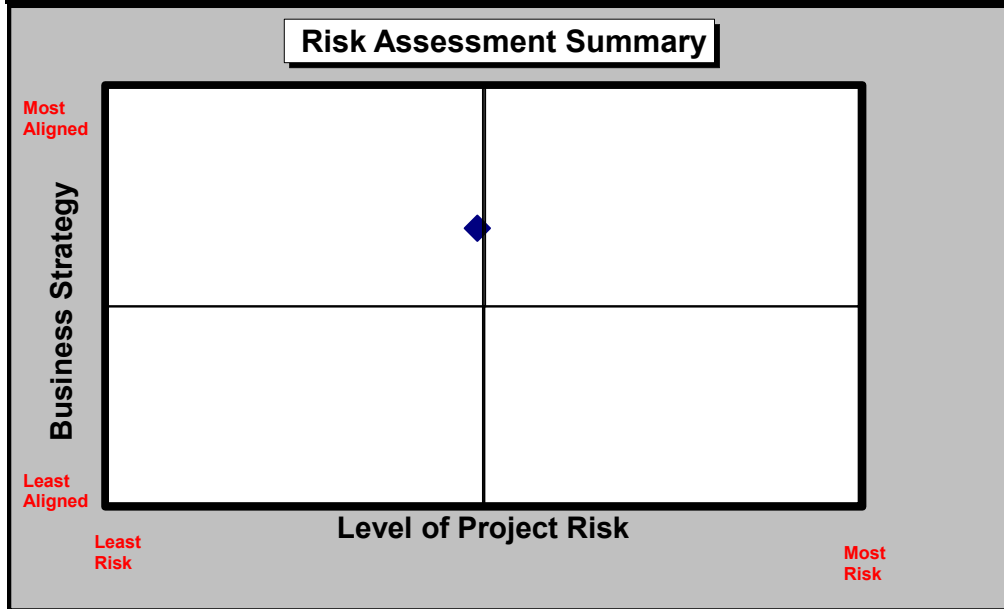 Risk Assessment Summary
Most
Aligned
Business Strategy
Least
Aligned
Level of Project Risk
Least
Risk
Most
Risk